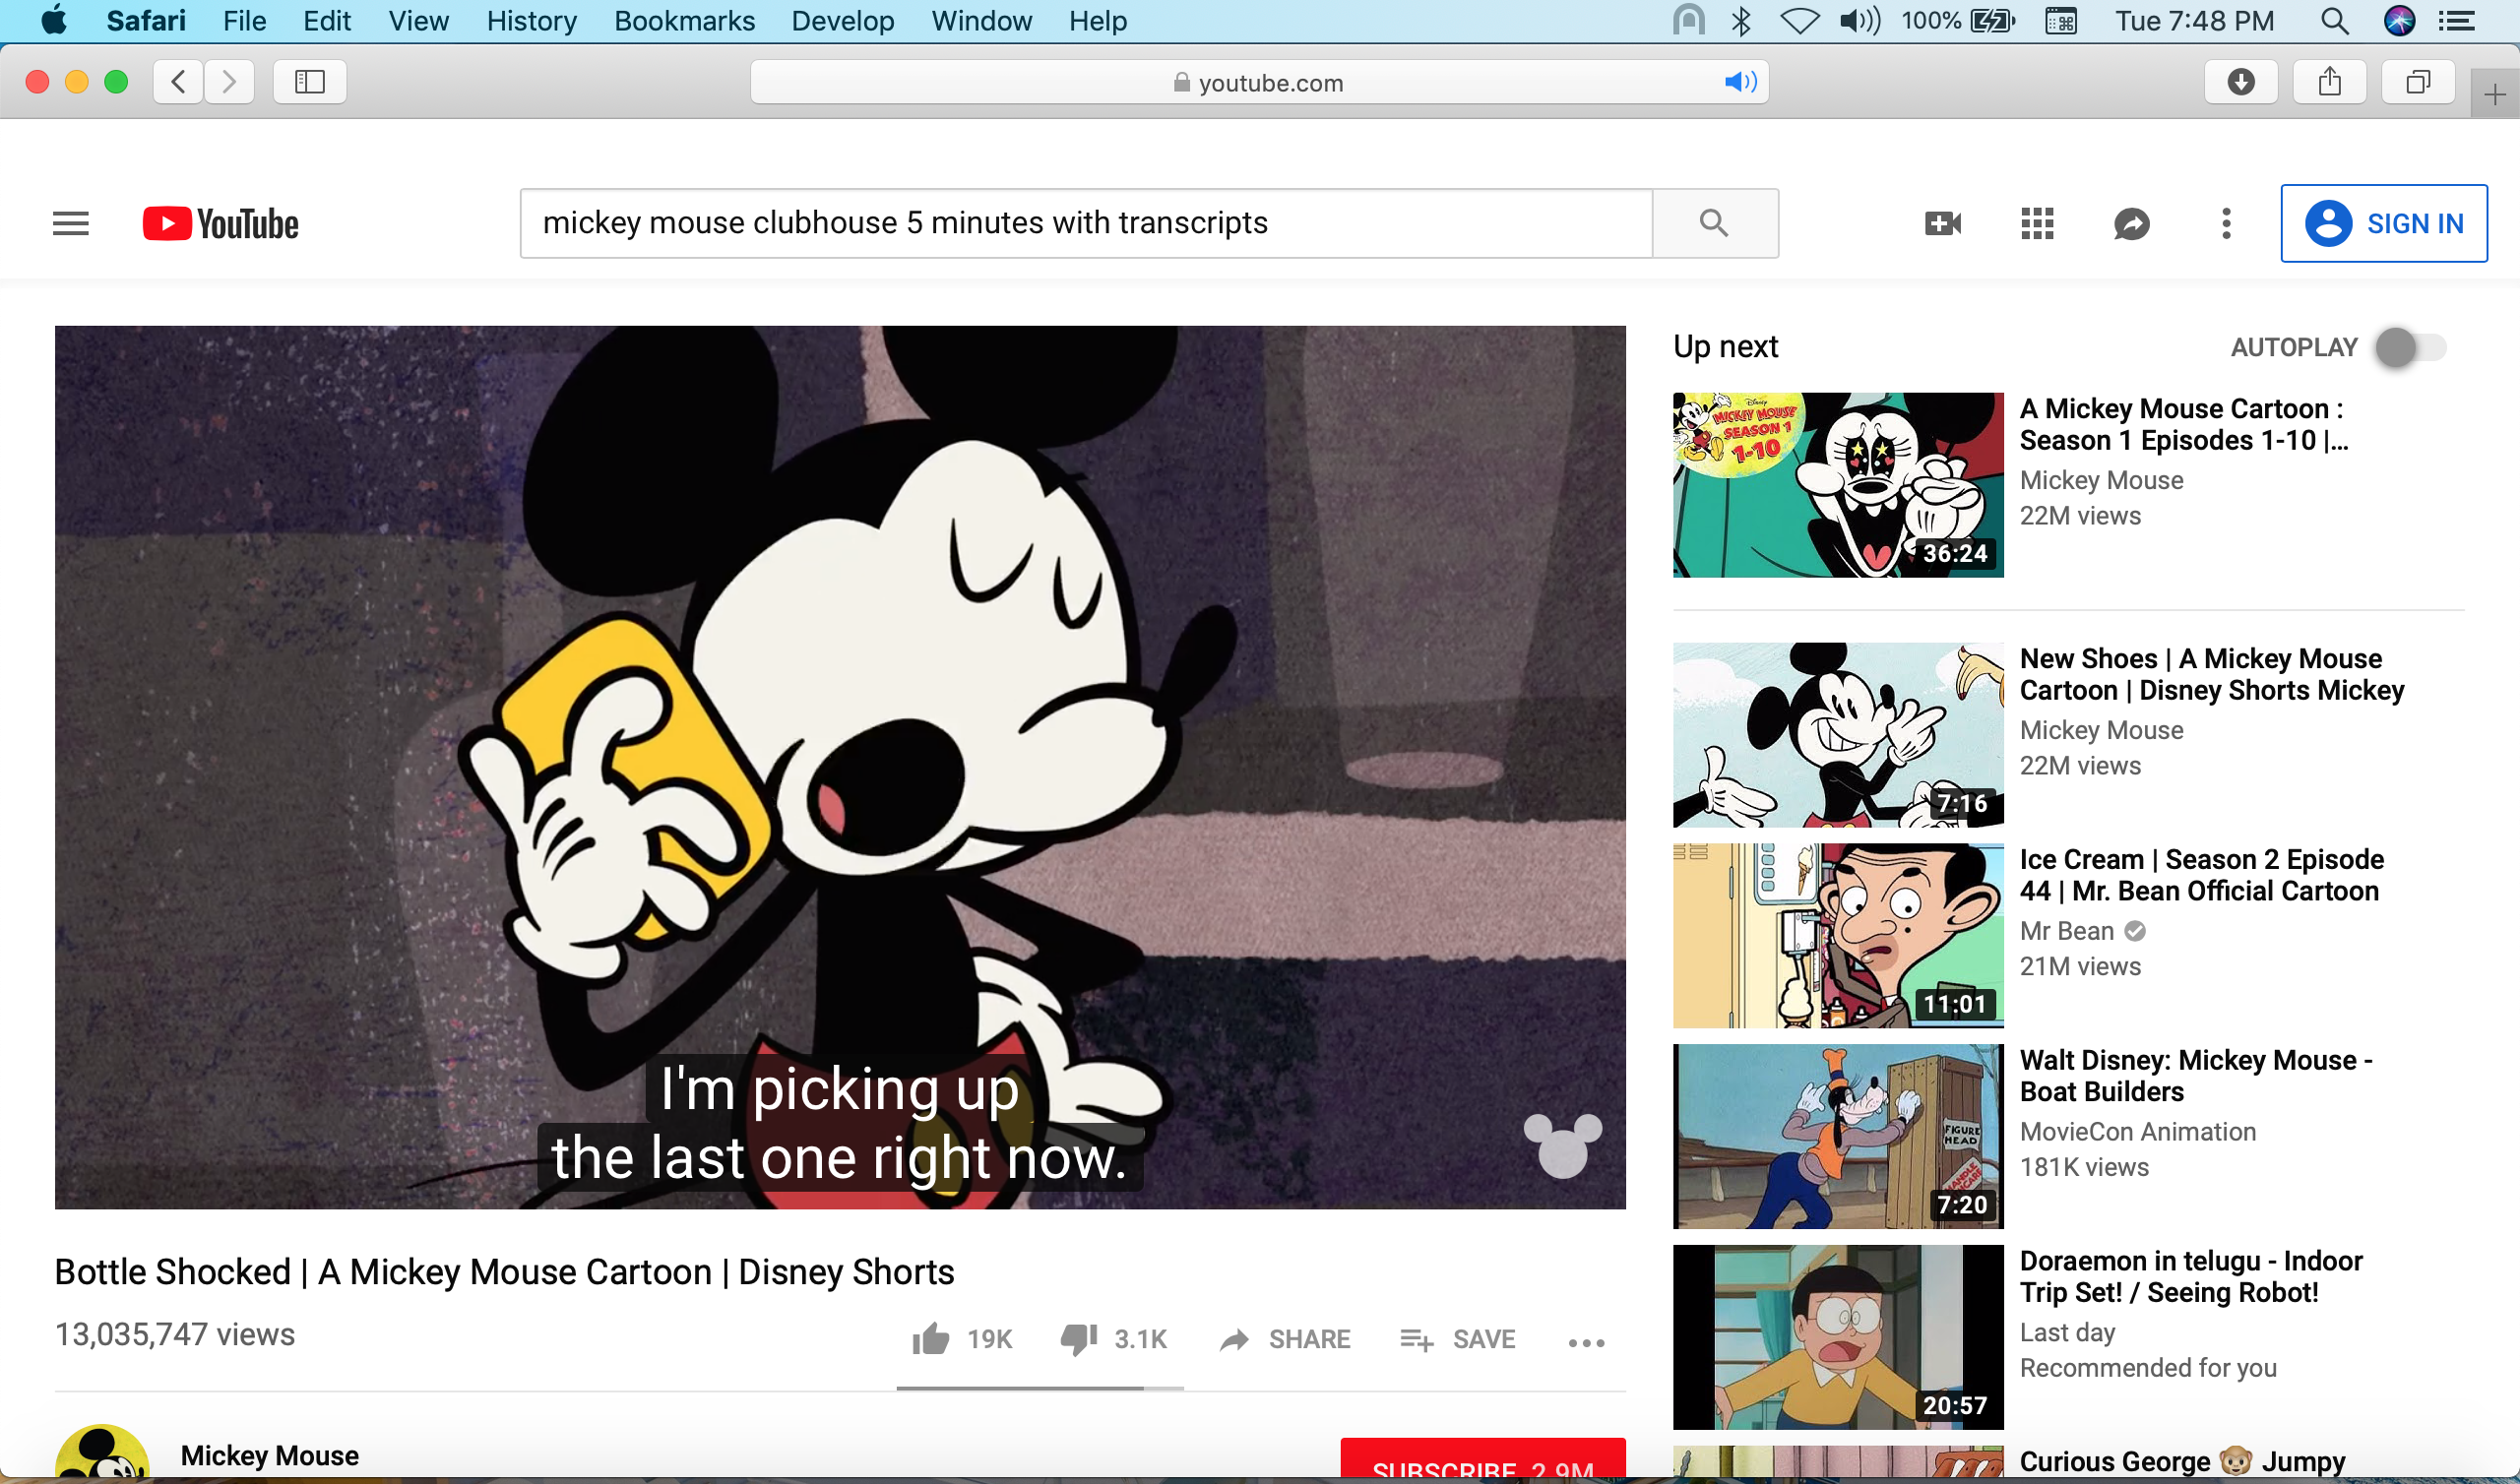 Safari File Edit View History Bookmarks Develop Window Help 100% Tue 7:48 PM
youtube.com
YouTube
mickey mouse clubhouse 5 minutes with transcripts
SIGN IN
I'm picking up
the last one right now.
Bottle Shocked | A Mickey Mouse Cartoon | Disney Shorts
13,035,747 views
19K 3.1K SHARE SAVE
Mickey Mouse
SUBSCRIBE 2.9M
Up next
AUTOPLAY
Disney
MICKEY MOUSE
SEASON 1
1-10
36:24
A Mickey Mouse Cartoon :
Season 1 Episodes 1-10 |...
Mickey Mouse
22M views
7:16
New Shoes | A Mickey Mouse
Cartoon | Disney Shorts Mickey
Mickey Mouse
22M views
11:01
Ice Cream | Season 2 Episode
44 | Mr. Bean Official Cartoon
Mr Bean
21M views
FIGURE
HEAD
7:20
Walt Disney: Mickey Mouse -
Boat Builders
MovieCon Animation
181K views
20:57
Doraemon in telugu - Indoor
Trip Set! / Seeing Robot!
Last day
Recommended for you
Curious George 🐵 Jumpy